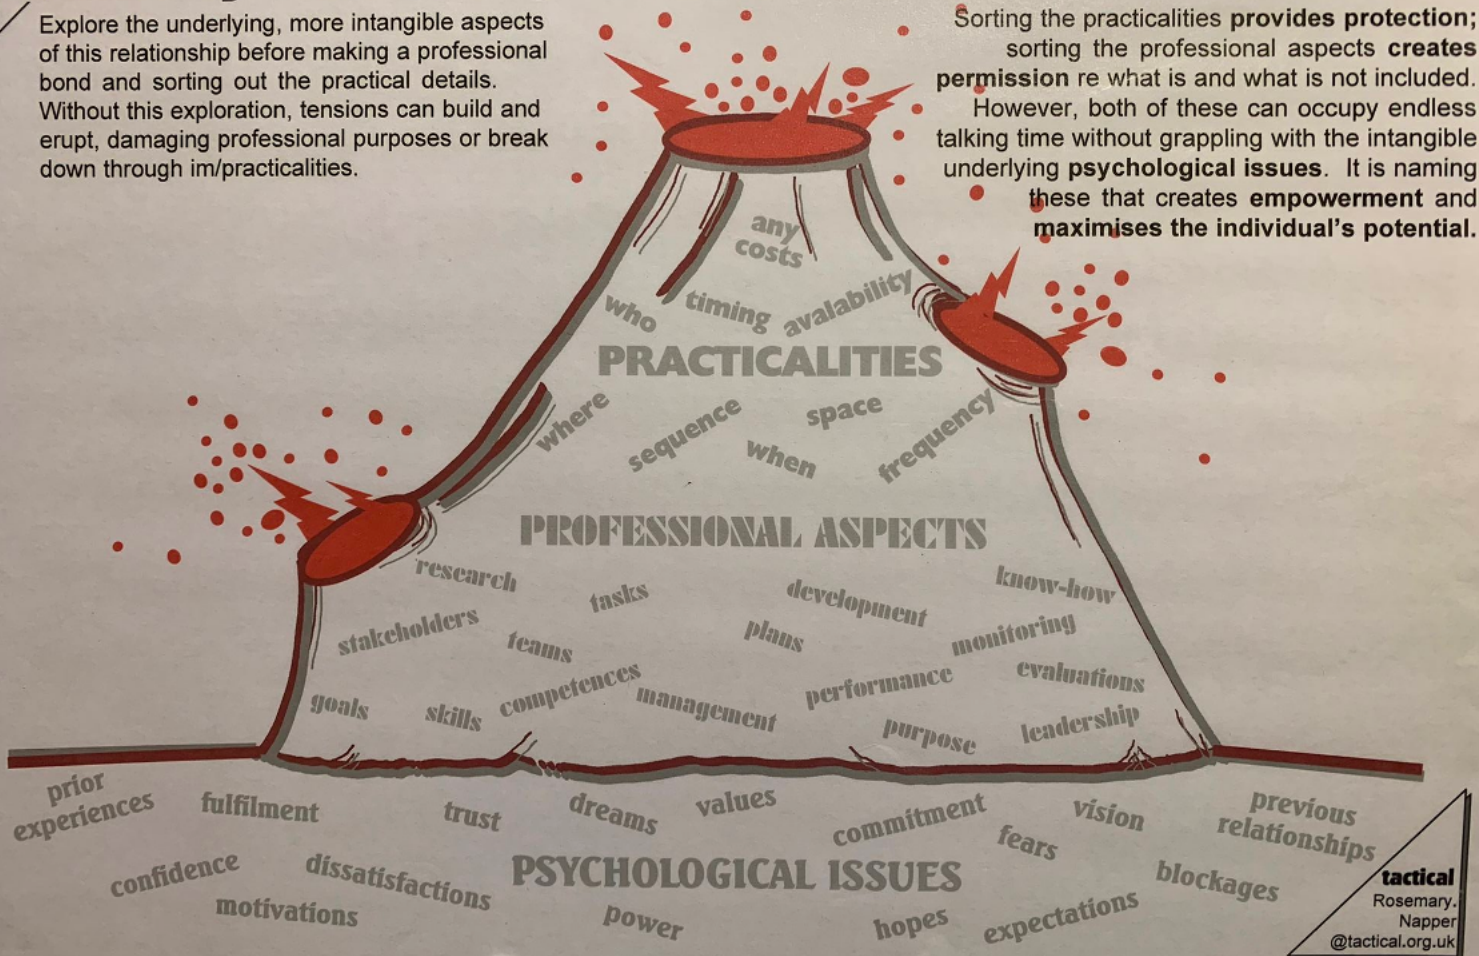 Explore the underlying, more intangible aspects
of this relationship before making a professional
bond and sorting out the practical details.
Without this exploration, tensions can build and
erupt, damaging professional purposes or break
down through im/practicalities.
Sorting the practicalities provides protection;
sorting the professional aspects creates
permission re what is and what is not included.
However, both of these can occupy endless
talking time without grappling with the intangible
underlying psychological issues. It is naming
these that creates empowerment and
maximises the individual's potential.
any
costs
who
timing
avalability
PRACTICALITIES
where
sequence
when
space
frequency
PROFESSIONAL ASPECTS
research
tasks
development
know-how
stakeholders
teams
plans
monitoring
goals
skills
competences
management
performance
evaluations
purpose
leadership
prior
experiences
fulfilment
trust
dreams
values
commitment
fears
vision
previous
relationships
confidence
dissatisfactions
PSYCHOLOGICAL ISSUES
blockages
motivations
power
hopes
expectations
tactical
Rosemary.
Napper
@tactical.org.uk